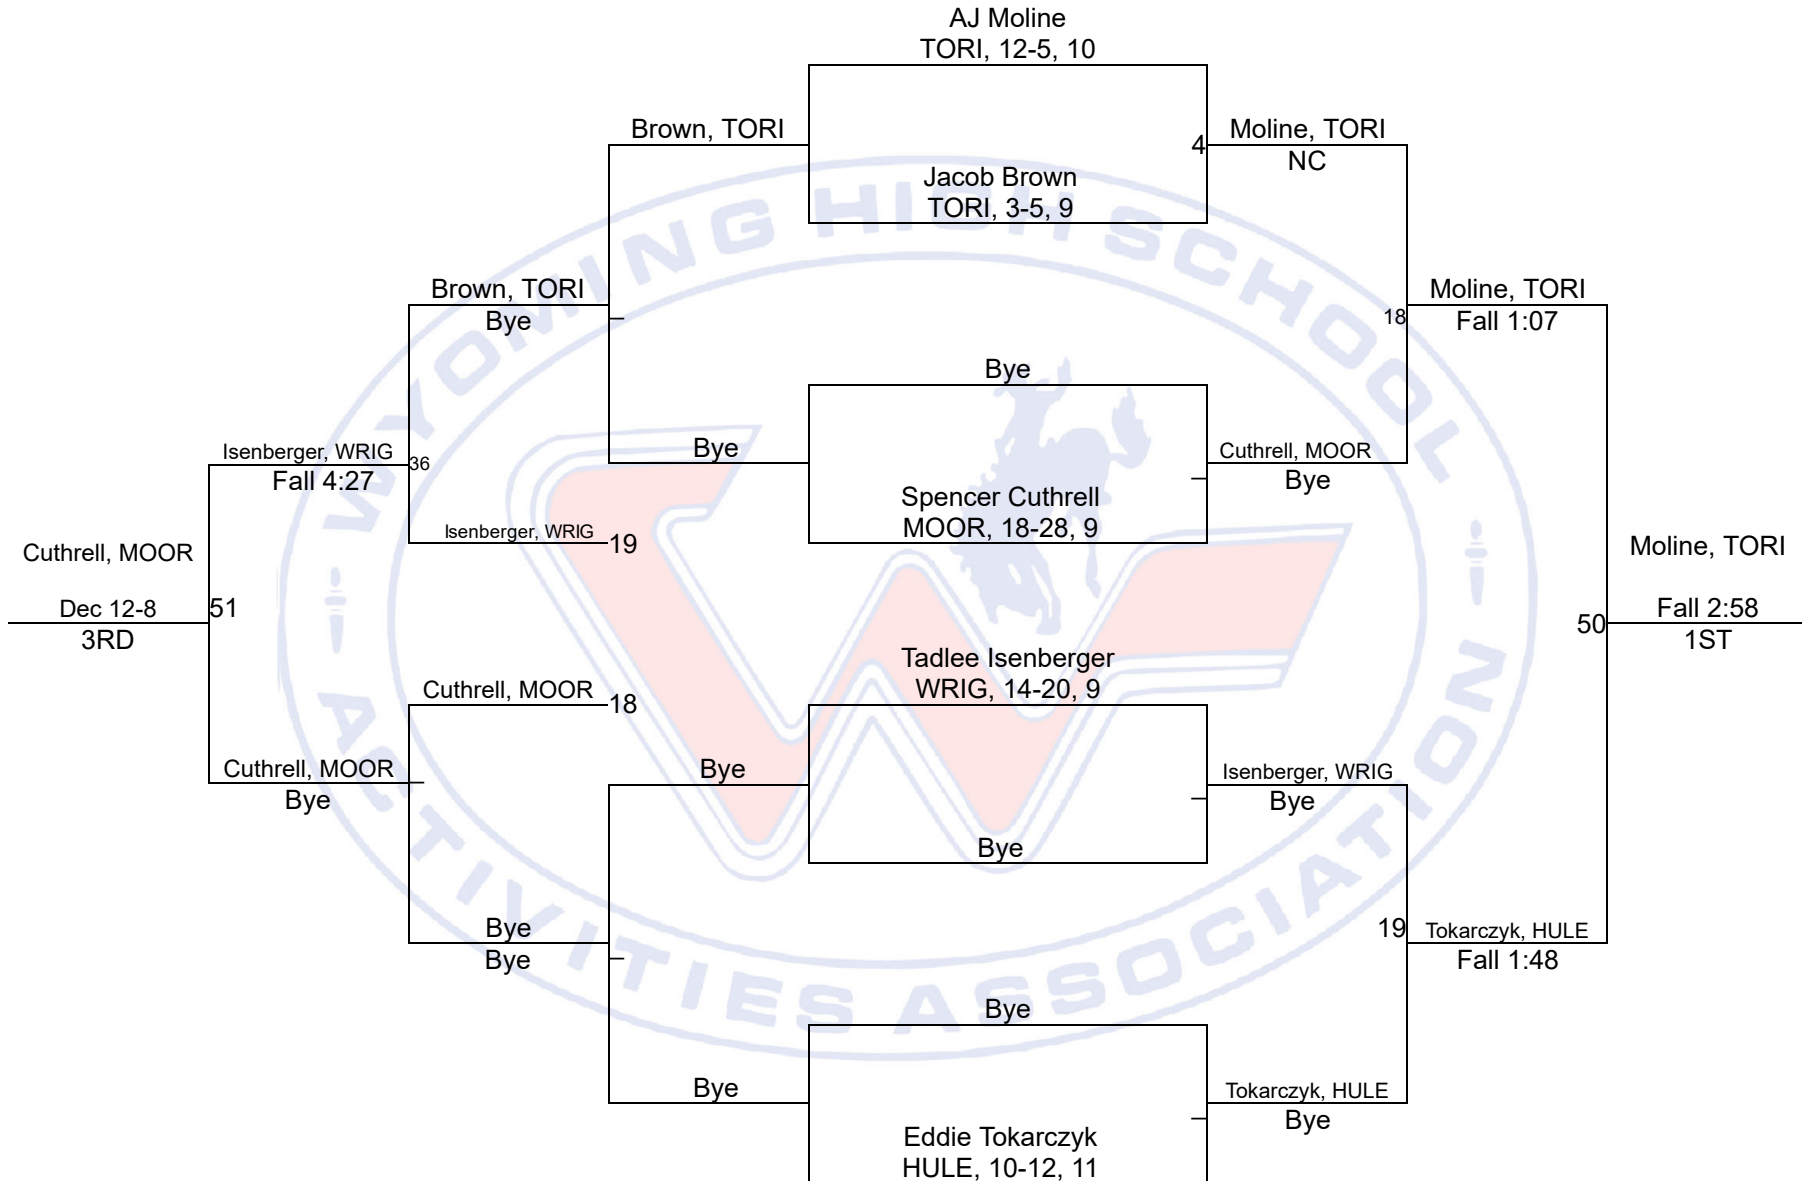 AJ Moline
TORI, 12-5, 10
Brown, TORI
4
Moline, TORI
NC
Jacob Brown
TORI, 3-5, 9
Brown, TORI
Bye
18
Moline, TORI
Fall 1:07
Bye
Isenberger, WRIG
Fall 4:27
36
Bye
Cuthrell, MOOR
Bye
Spencer Cuthrell
MOOR, 18-28, 9
Isenberger, WRIG
19
Cuthrell, MOOR
Dec 12-8
3RD
51
Moline, TORI
50
Fall 2:58
1ST
Tadlee Isenberger
WRIG, 14-20, 9
Cuthrell, MOOR
18
Cuthrell, MOOR
Bye
Bye
Isenberger, WRIG
Bye
Bye
Bye
Bye
19
Tokarczyk, HULE
Fall 1:48
Bye
Bye
Tokarczyk, HULE
Bye
Eddie Tokarczyk
HULE, 10-12, 11
WYOMING HIGH SCHOOL
ACTIVITIES ASSOCIATION